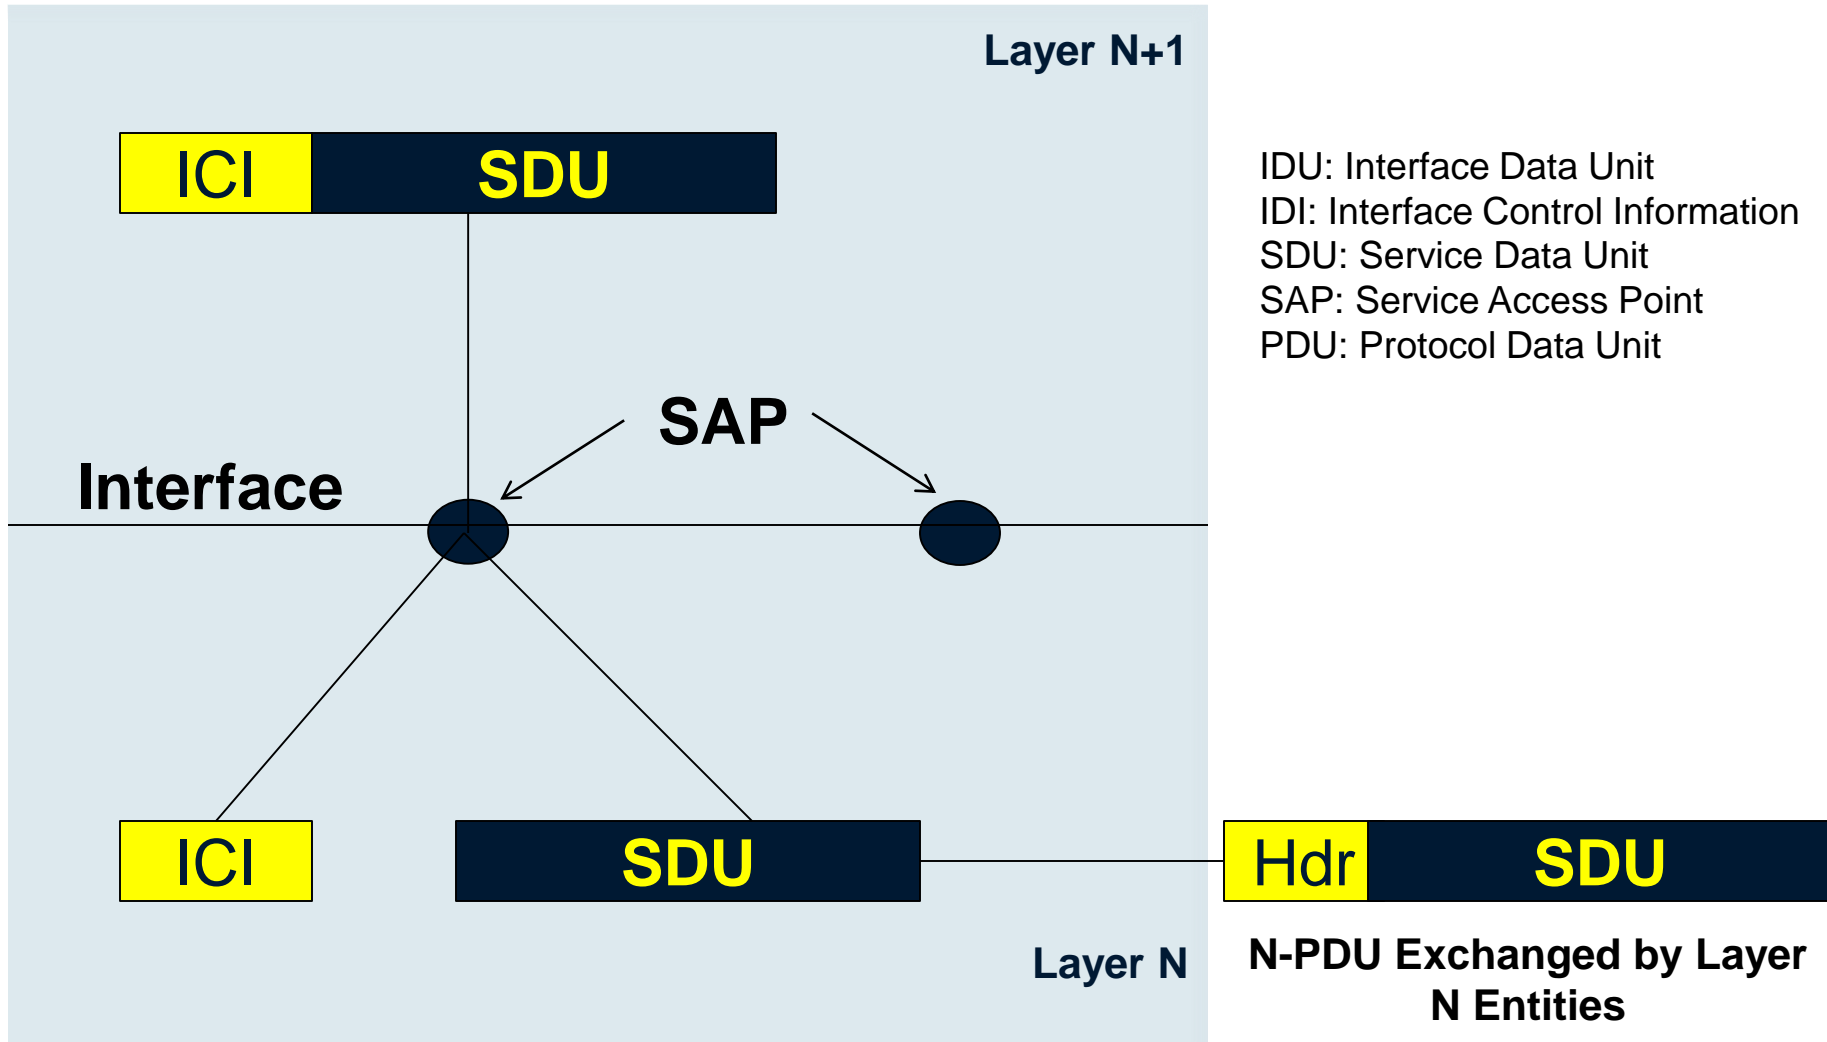 Layer N+1
ICI SDU
IDU: Interface Data Unit
IDI: Interface Control Information
SDU: Service Data Unit
SAP: Service Access Point
PDU: Protocol Data Unit
SAP
Interface
ICI SDU
Hdr SDU
Layer N
N-PDU Exchanged by Layer
N Entities